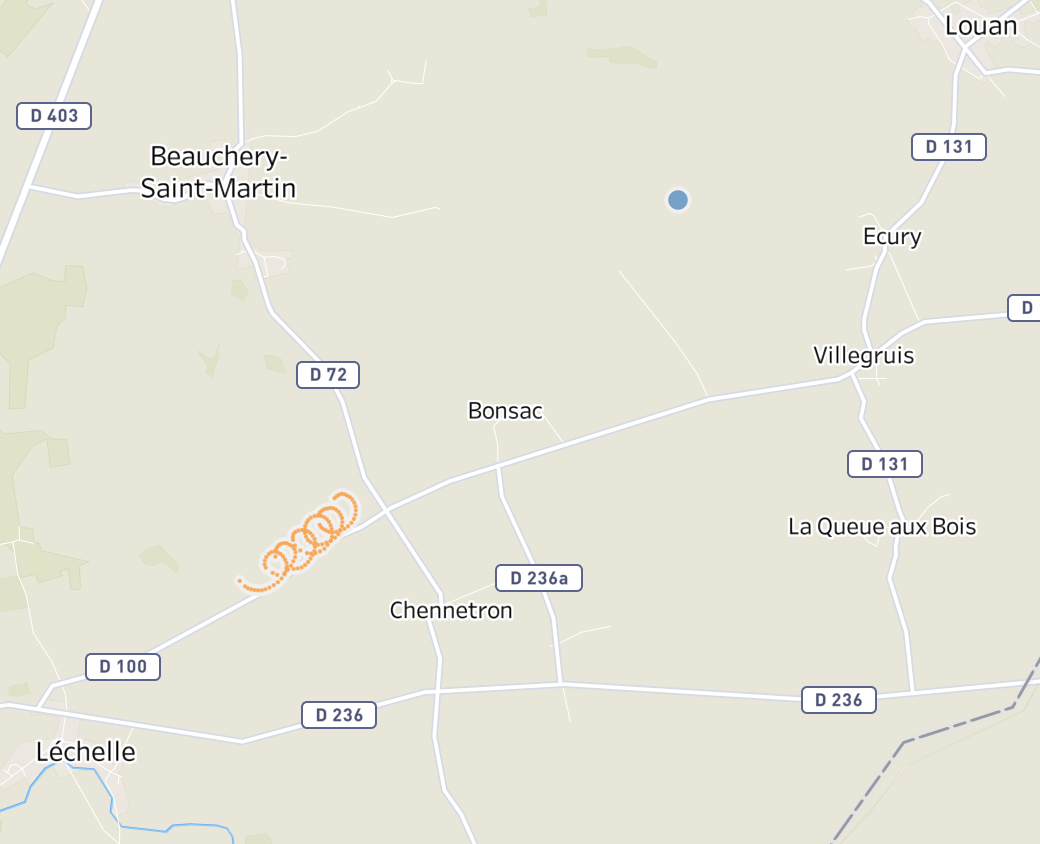 Louan
D 403
D 131
Beauchery-
Saint-Martin
Ecury
D
Villegruis
D 72
Bonsac
D 131
La Queue aux Bois
D 236a
Chennetron
D 100
D 236
D 236
Léchelle